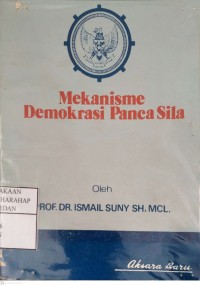 Mekanisme
Demokrasi Panca Sila
AKAAN
HARAHAP
DAN
Oleh
PROF. DR. ISMAIL SUNY SH. MCL.
Aksara Baru